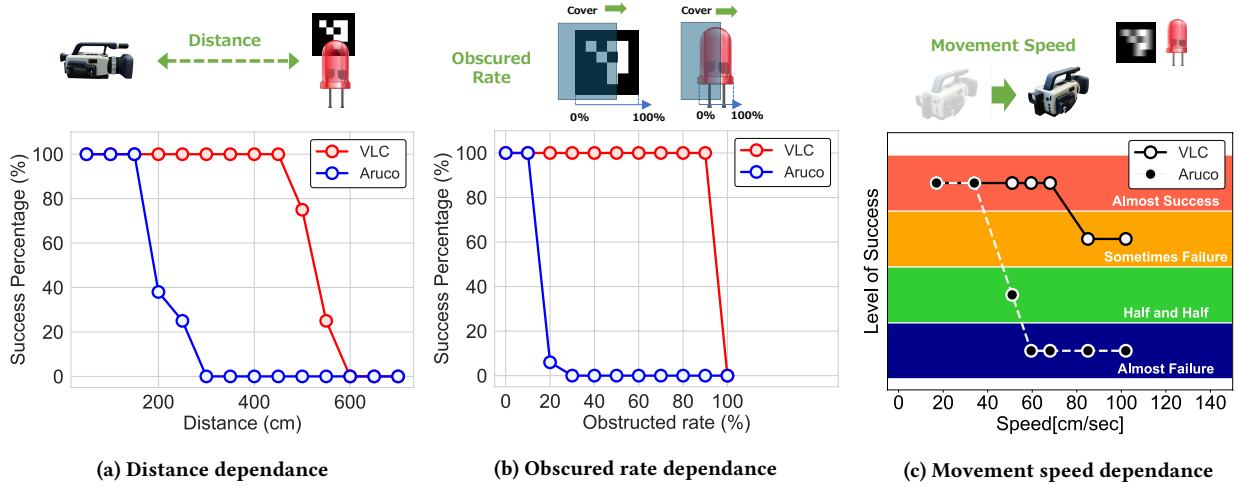 Distance
Success Percentage (%)
100
80
60
40
20
0
VLC
Aruco
200
400
600
Distance (cm)
(a) Distance dependance
Cover
Cover
Obscured
Rate
0%
100%
0%
100%
Success Percentage (%)
100
80
60
40
20
0
VLC
Aruco
0
20
40
60
80
100
Obstructed rate (%)
(b) Obscured rate dependance
Movement Speed
Level of Success
VLC
Aruco
Almost Success
Sometimes Failure
Half and Half
Almost Failure
0
20
40
60
80
100
120
140
Speed[cm/sec]
(c) Movement speed dependance